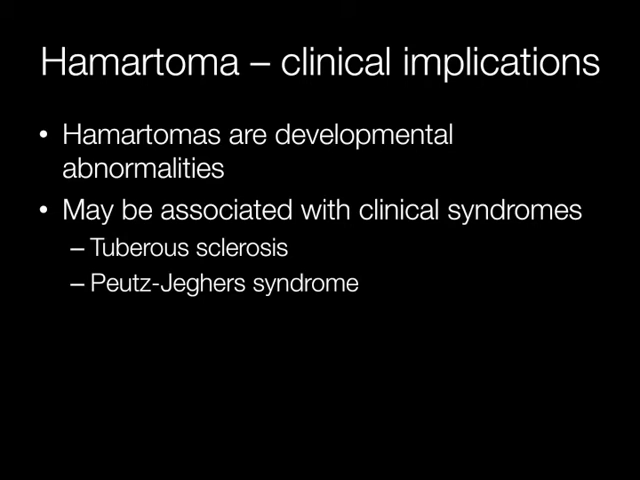 Hamartoma – clinical implications
• Hamartomas are developmental
abnormalities
• May be associated with clinical syndromes
– Tuberous sclerosis
– Peutz-Jeghers syndrome